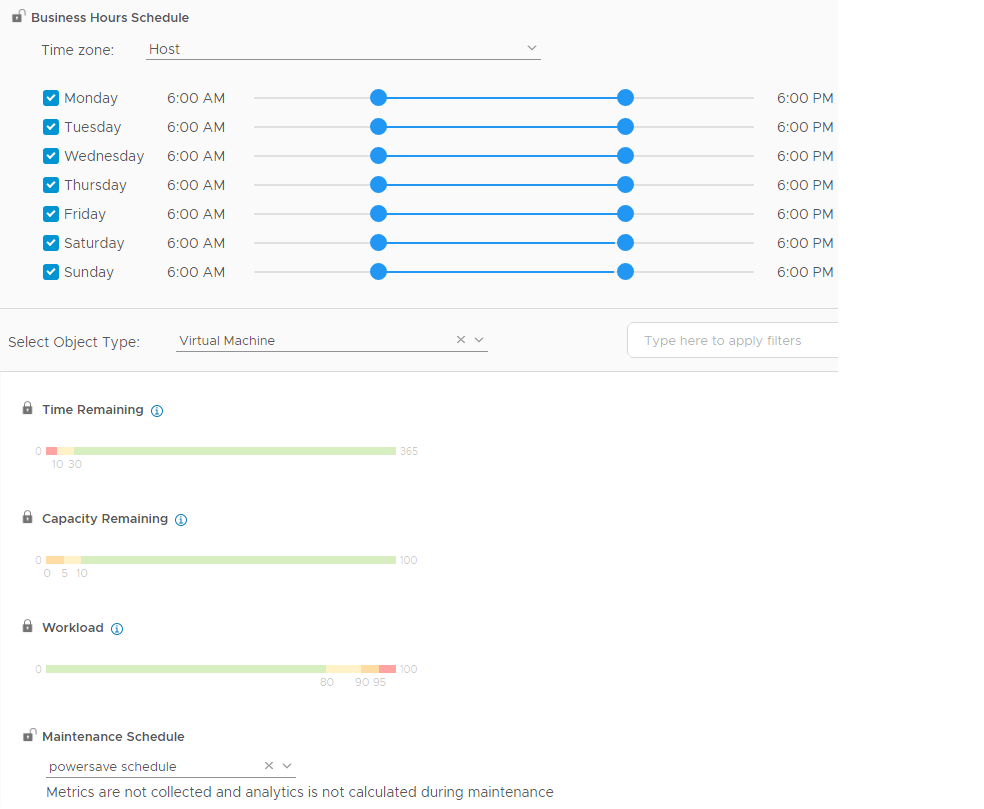 Business Hours Schedule
Time zone: Host
Monday 6:00 AM 6:00 PM
Tuesday 6:00 AM 6:00 PM
Wednesday 6:00 AM 6:00 PM
Thursday 6:00 AM 6:00 PM
Friday 6:00 AM 6:00 PM
Saturday 6:00 AM 6:00 PM
Sunday 6:00 AM 6:00 PM
Select Object Type: Virtual Machine Type here to apply filters
Time Remaining
0 365
10 30
Capacity Remaining
0 100
0 5 10
Workload
0 100
80 90 95
Maintenance Schedule
powersave schedule
Metrics are not collected and analytics is not calculated during maintenance